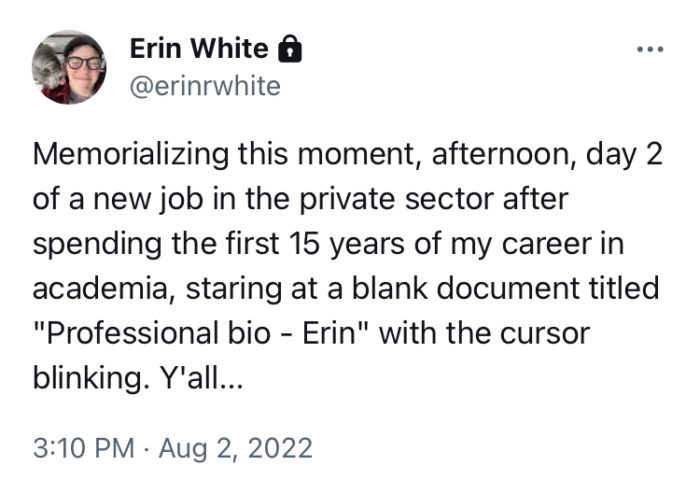 Erin White
@erinrwhite
Memorializing this moment, afternoon, day 2
of a new job in the private sector after
spending the first 15 years of my career in
academia, staring at a blank document titled
"Professional bio - Erin" with the cursor
blinking. Y'all...
3:10 PM · Aug 2, 2022